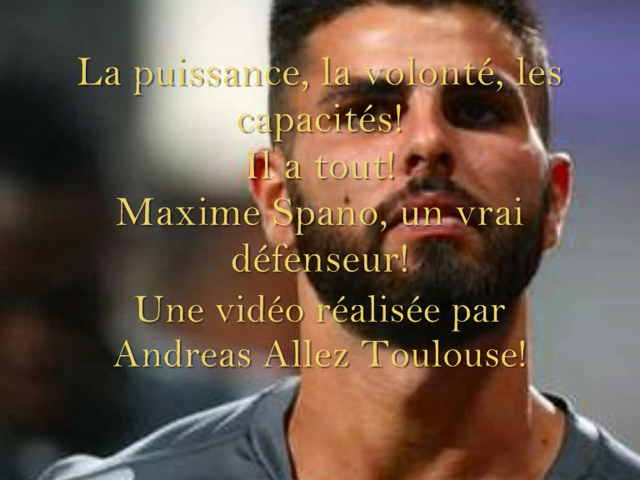 La puissance, la volonté, les
capacités!
Il a tout!
Maxime Spano, un vrai
défenseur!
Une vidéo réalisée par
Andreas Allez Toulouse!